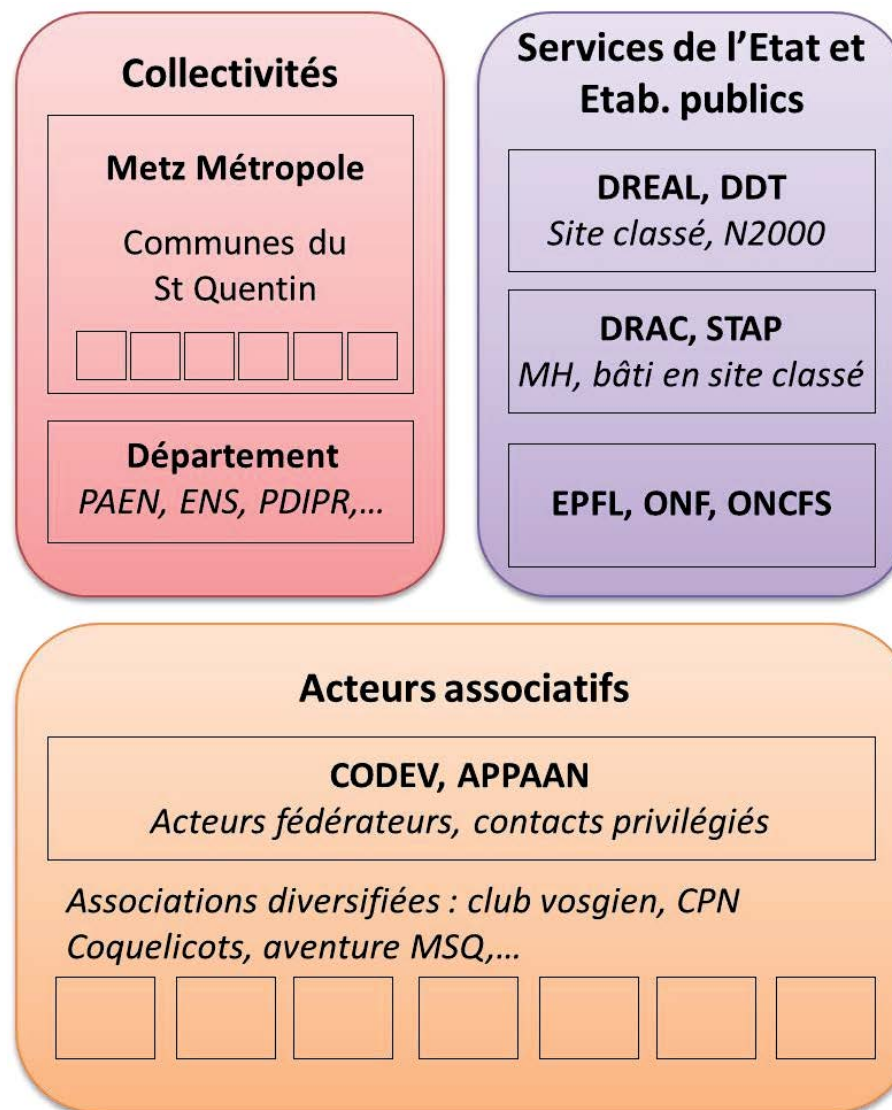 Collectivités
Metz Métropole
Communes du
St Quentin
Département
PAEN, ENS, PDIPR,...
Services de l'Etat et
Etab. publics
DREAL, DDT
Site classé, N2000
DRAC, STAP
MH, bâti en site classé
EPFL, ONF, ONCFS
Acteurs associatifs
CODEV, APPAAN
Acteurs fédérateurs, contacts privilégiés
Associations diversifiées : club vosgien, CPN
Coquelicots, aventure MSQ,...